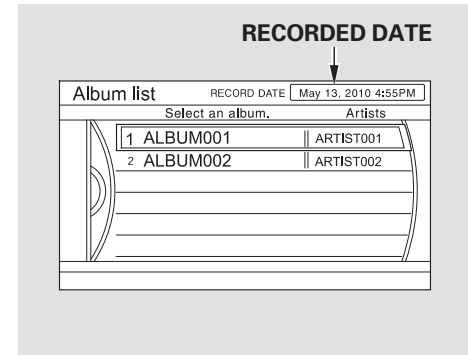 RECORDED DATE
Album list RECORD DATE May 13, 2010 4:55PM
Select an album. Artists
1 ALBUM001 ARTIST001
2 ALBUM002 ARTIST002